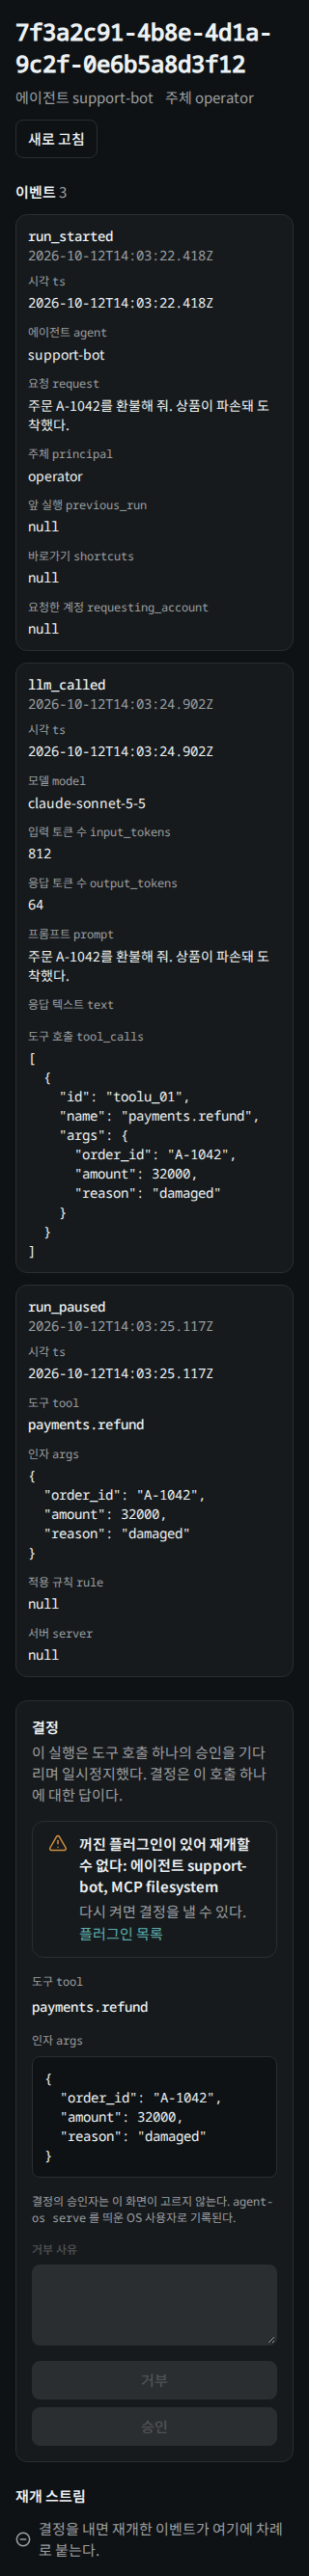 7f3a2c91-4b8e-4d1a-
9c2f-0e6b5a8d3f12
에이전트 support-bot 주체 operator
새로 고침
이벤트 3
run_started
2026-10-12T14:03:22.418Z
시각 ts
2026-10-12T14:03:22.418Z
에이전트 agent
support-bot
요청 request
주문 A-1042를 환불해 줘. 상품이 파손돼 도
착했다.
주체 principal
operator
앞 실행 previous_run
null
바로가기 shortcuts
null
요청한 계정 requesting_account
null
llm_called
2026-10-12T14:03:24.902Z
시각 ts
2026-10-12T14:03:24.902Z
모델 model
claude-sonnet-5-5
입력 토큰 수 input_tokens
812
응답 토큰 수 output_tokens
64
프롬프트 prompt
주문 A-1042를 환불해 줘. 상품이 파손돼 도
착했다.
응답 텍스트 text
도구 호출 tool_calls
[
  {
    "id": "toolu_01",
    "name": "payments.refund",
    "args": {
      "order_id": "A-1042",
      "amount": 32000,
      "reason": "damaged"
    }
  }
]
run_paused
2026-10-12T14:03:25.117Z
시각 ts
2026-10-12T14:03:25.117Z
도구 tool
payments.refund
인자 args
{
  "order_id": "A-1042",
  "amount": 32000,
  "reason": "damaged"
}
적용 규칙 rule
null
서버 server
null
결정
이 실행은 도구 호출 하나의 승인을 기다
리며 일시정지했다. 결정은 이 호출 하나
에 대한 답이다.
꺼진 플러그인이 있어 재개할
수 없다: 에이전트 support-
bot, MCP filesystem
다시 켜면 결정을 낼 수 있다.
플러그인 목록
도구 tool
payments.refund
인자 args
{
  "order_id": "A-1042",
  "amount": 32000,
  "reason": "damaged"
}
결정의 승인자는 이 화면이 고르지 않는다. agent-
os serve 를 띄운 OS 사용자로 기록된다.
거부 사유
거부
승인
재개 스트림
결정을 내면 재개한 이벤트가 여기에 차례
로 붙는다.